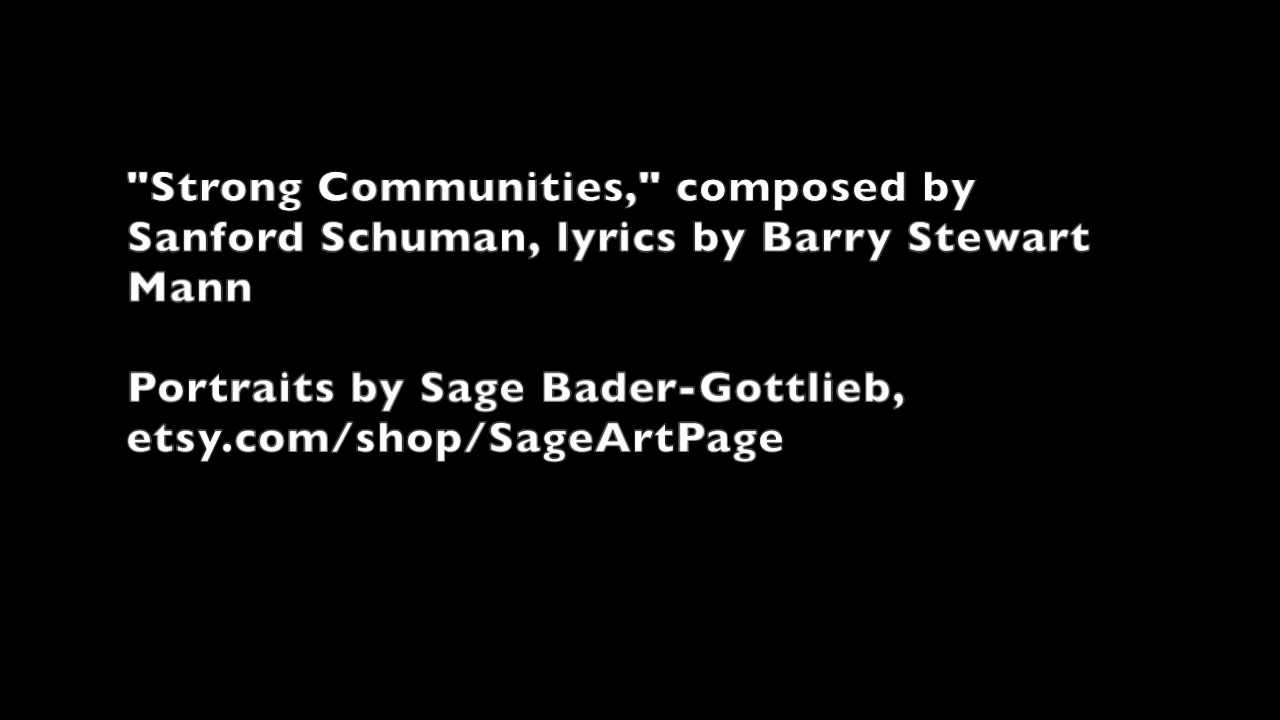 "Strong Communities," composed by
Sanford Schuman, lyrics by Barry Stewart
Mann
Portraits by Sage Bader-Gottlieb,
etsy.com/shop/SageArtPage